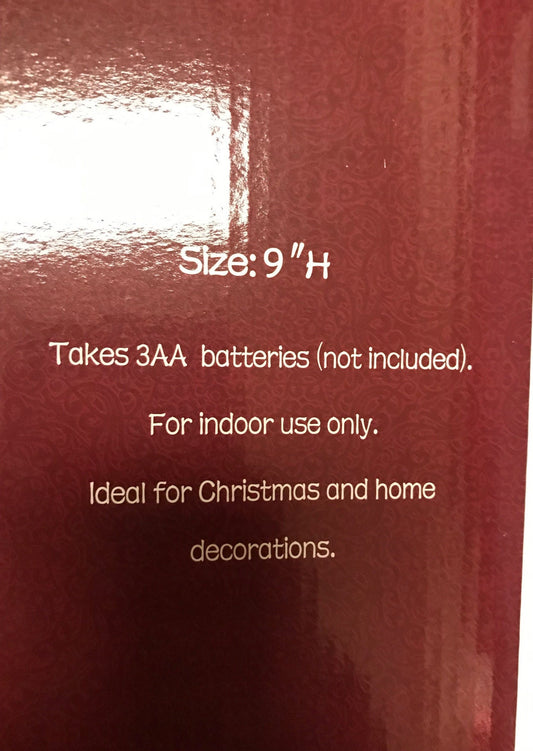 Size: 9"H
Takes 3AA batteries (not included).
For indoor use only.
Ideal for Christmas and home
decorations.